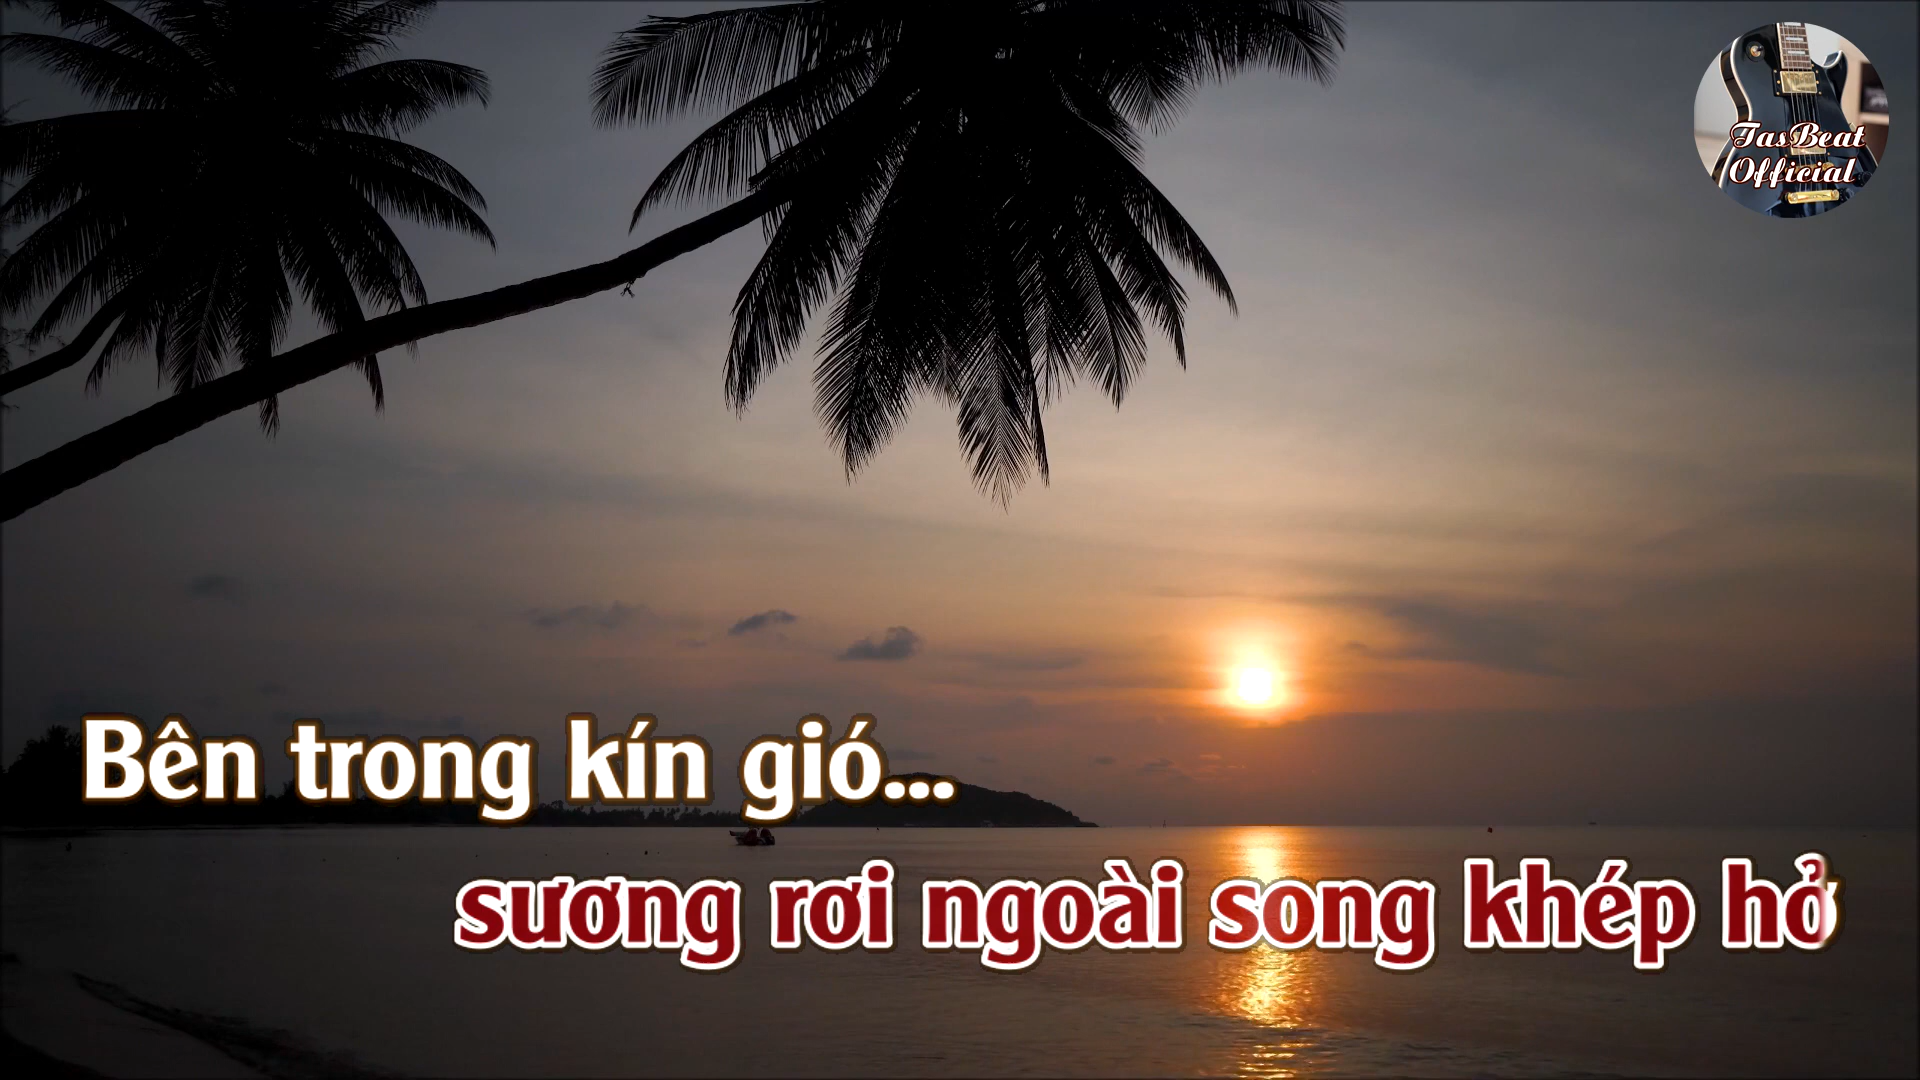 TasBeat
Official
Bên trong kín gió...
sương rơi ngoài song khép hở